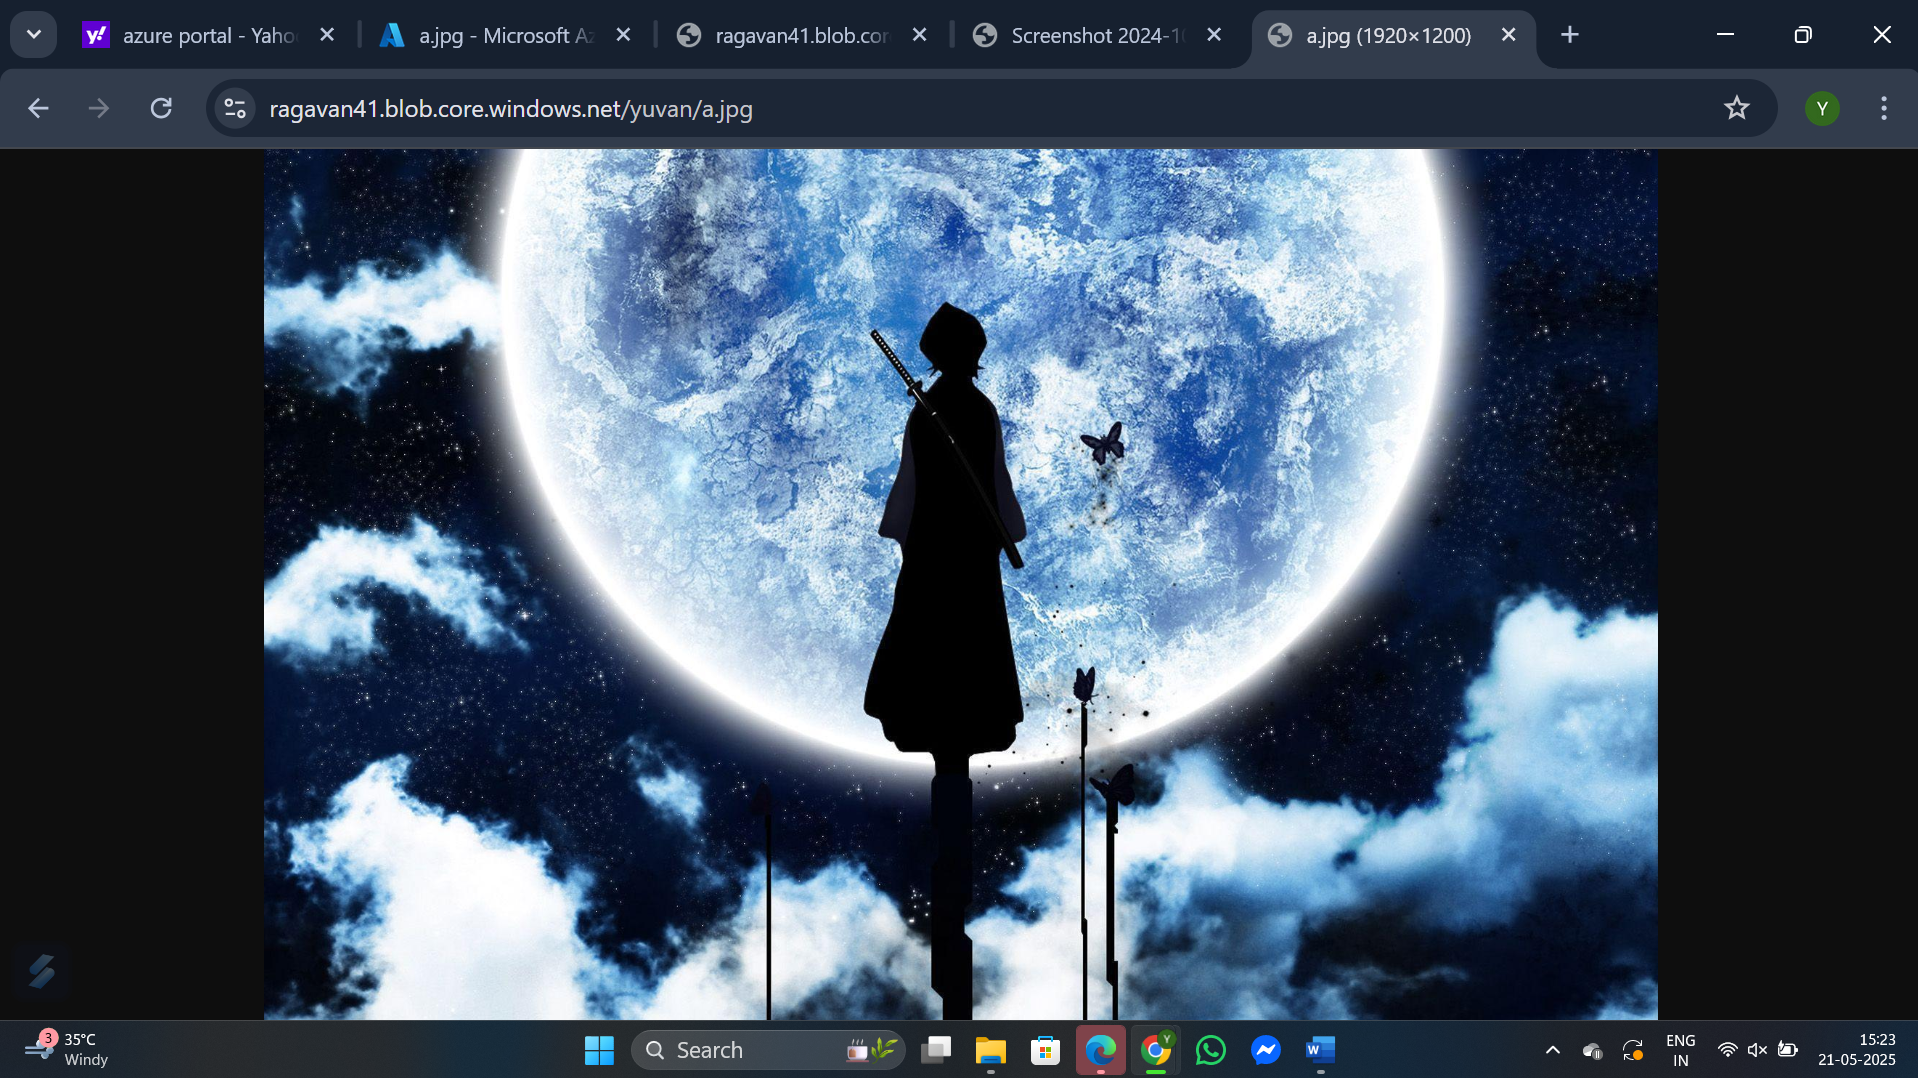 azure portal - Yaho
a.jpg - Microsoft Az
ragavan41.blob.cor
Screenshot 2024-10
a.jpg (1920×1200)
ragavan41.blob.core.windows.net/yuvan/a.jpg
Y
3
35°C
Windy
Search
Y
ENG
IN
15:23
21-05-2025